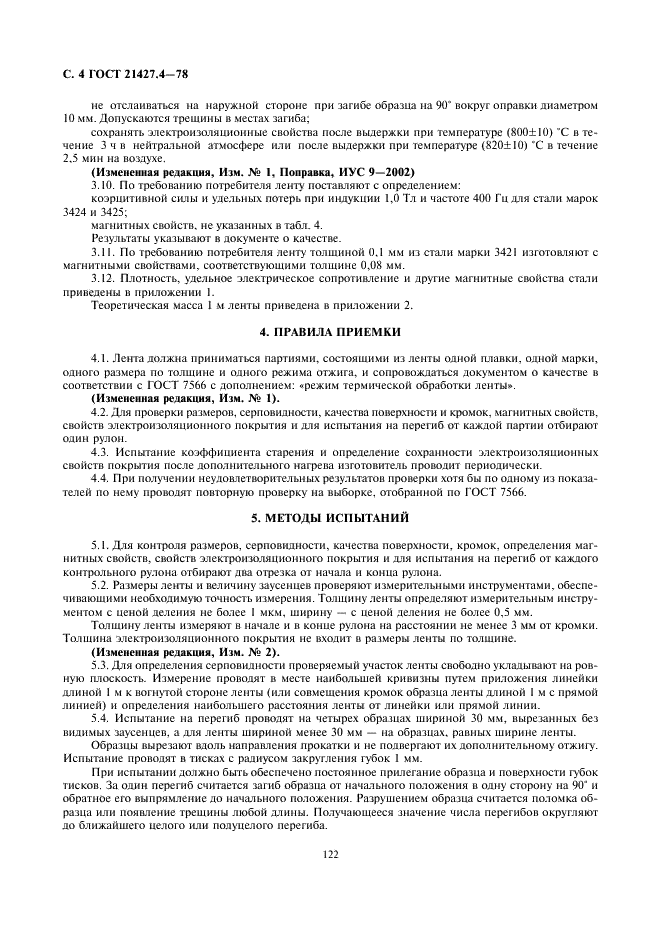 С. 4 ГОСТ 21427.4—78
не отслаиваться на наружной стороне при загибе образца на 90° вокруг оправки диаметром
10 мм. Допускаются трещины в местах загиба;
сохранять электроизоляционные свойства после выдержки при температуре (800±10) °С в те-
чение 3 ч в нейтральной атмосфере или после выдержки при температуре (820±10) °С в течение
2,5 мин на воздухе.
(Измененная редакция, Изм. № 1, Поправка, ИУС 9—2002)
3.10. По требованию потребителя ленту поставляют с определением:
коэрцитивной силы и удельных потерь при индукции 1,0 Тл и частоте 400 Гц для стали марок
3424 и 3425;
магнитных свойств, не указанных в табл. 4.
Результаты указывают в документе о качестве.
3.11. По требованию потребителя ленту толщиной 0,1 мм из стали марки 3421 изготовляют с
магнитными свойствами, соответствующими толщине 0,08 мм.
3.12. Плотность, удельное электрическое сопротивление и другие магнитные свойства стали
приведены в приложении 1.
Теоретическая масса 1 м ленты приведена в приложении 2.
4. ПРАВИЛА ПРИЕМКИ
4.1. Лента должна приниматься партиями, состоящими из ленты одной плавки, одной марки,
одного размера по толщине и одного режима отжига, и сопровождаться документом о качестве в
соответствии с ГОСТ 7566 с дополнением: «режим термической обработки ленты».
(Измененная редакция, Изм. № 1).
4.2. Для проверки размеров, серповидности, качества поверхности и кромок, магнитных свойств,
свойств электроизоляционного покрытия и для испытания на перегиб от каждой партии отбирают
один рулон.
4.3. Испытание коэффициента старения и определение сохранности электроизоляционных
свойств покрытия после дополнительного нагрева изготовитель проводит периодически.
4.4. При получении неудовлетворительных результатов проверки хотя бы по одному из показа-
телей по нему проводят повторную проверку на выборке, отобранной по ГОСТ 7566.
5. МЕТОДЫ ИСПЫТАНИЙ
5.1. Для контроля размеров, серповидности, качества поверхности, кромок, определения маг-
нитных свойств, свойств электроизоляционного покрытия и для испытания на перегиб от каждого
контрольного рулона отбирают два отрезка от начала и конца рулона.
5.2. Размеры ленты и величину заусенцев проверяют измерительными инструментами, обеспе-
чивающими необходимую точность измерения. Толщину ленты определяют измерительным инстру-
ментом с ценой деления не более 1 мкм, ширину — с ценой деления не более 0,5 мм.
Толщину ленты измеряют в начале и в конце рулона на расстоянии не менее 3 мм от кромки.
Толщина электроизоляционного покрытия не входит в размеры ленты по толщине.
(Измененная редакция, Изм. № 2).
5.3. Для определения серповидности проверяемый участок ленты свободно укладывают на ров-
ную плоскость. Измерение проводят в месте наибольшей кривизны путем приложения линейки
длиной 1 м к вогнутой стороне ленты (или совмещения кромок образца ленты длиной 1 м с прямой
линией) и определения наибольшего расстояния ленты от линейки или прямой линии.
5.4. Испытание на перегиб проводят на четырех образцах шириной 30 мм, вырезанных без
видимых заусенцев, а для ленты шириной менее 30 мм — на образцах, равных ширине ленты.
Образцы вырезают вдоль направления прокатки и не подвергают их дополнительному отжигу.
Испытание проводят в тисках с радиусом закругления губок 1 мм.
При испытании должно быть обеспечено постоянное прилегание образца и поверхности губок
тисков. За один перегиб считается загиб образца от начального положения в одну сторону на 90° и
обратное его выпрямление до начального положения. Разрушением образца считается поломка об-
разца или появление трещины любой длины. Получающееся значение числа перегибов округляют
до ближайшего целого или полуцелого перегиба.
122